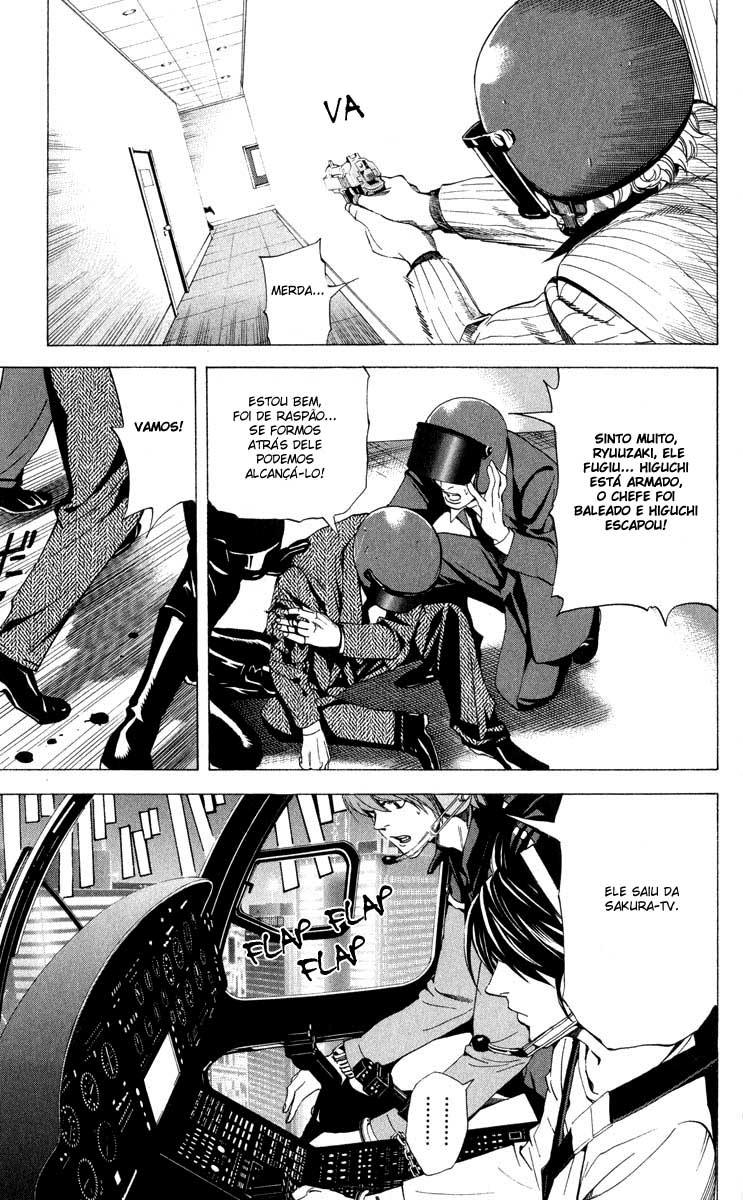 VA
MERDA...
SINTO MUITO,
RYUUZAKI, ELE
FUGIU... HIGUCHI
ESTÁ ARMADO,
O CHEFE FOI
BALEADO E HIGUCHI
ESCAPOU!
ESTOU BEM,
FOI DE RASPÃO...
SE FORMOS
ATRÁS DELE
PODEMOS
ALCANÇÁ-LO!
VAMOS!
ELE SAIU DA
SAKURA-TV.
FLAP FLAP
FLAP
........